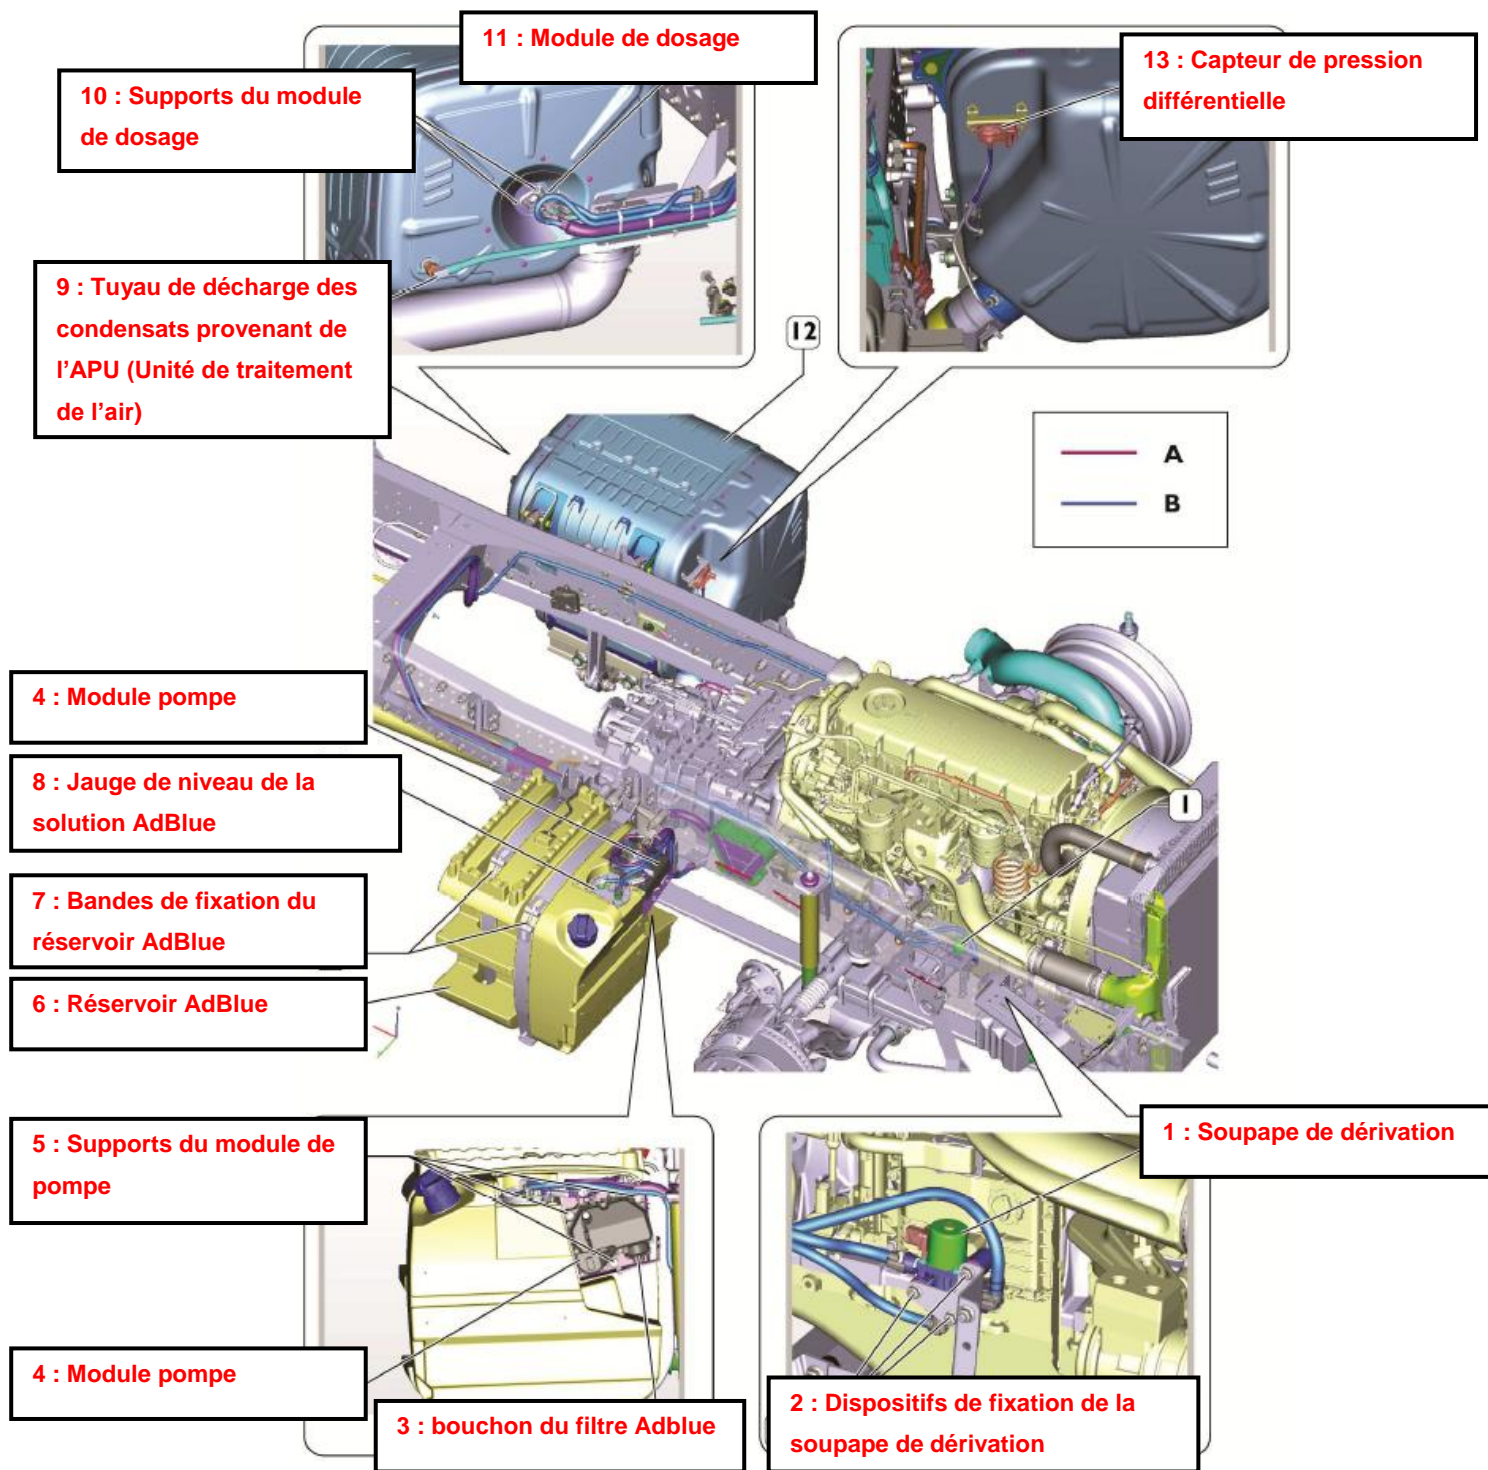 11 : Module de dosage
13 : Capteur de pression
différentielle
10 : Supports du module
de dosage
9 : Tuyau de décharge des
condensats provenant de
l’APU (Unité de traitement
de l’air)
12
A
B
4 : Module pompe
8 : Jauge de niveau de la
solution AdBlue
1
7 : Bandes de fixation du
réservoir AdBlue
6 : Réservoir AdBlue
5 : Supports du module de
pompe
1 : Soupape de dérivation
4 : Module pompe
3 : bouchon du filtre Adblue
2 : Dispositifs de fixation de la
soupape de dérivation